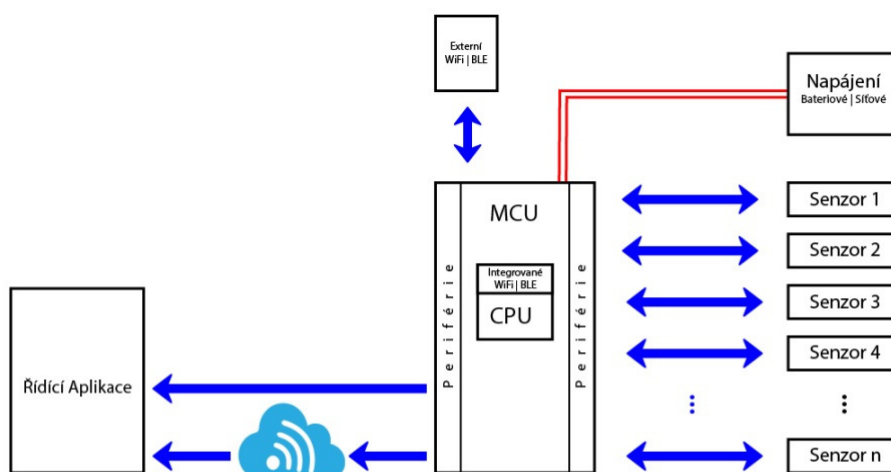 Externí
WiFi | BLE
Napájení
Bateriové | Síťové
MCU
Integrované
WiFi | BLE
CPU
Periférie
Periférie
Senzor 1
Senzor 2
Senzor 3
Senzor 4
Senzor n
Řídící Aplikace